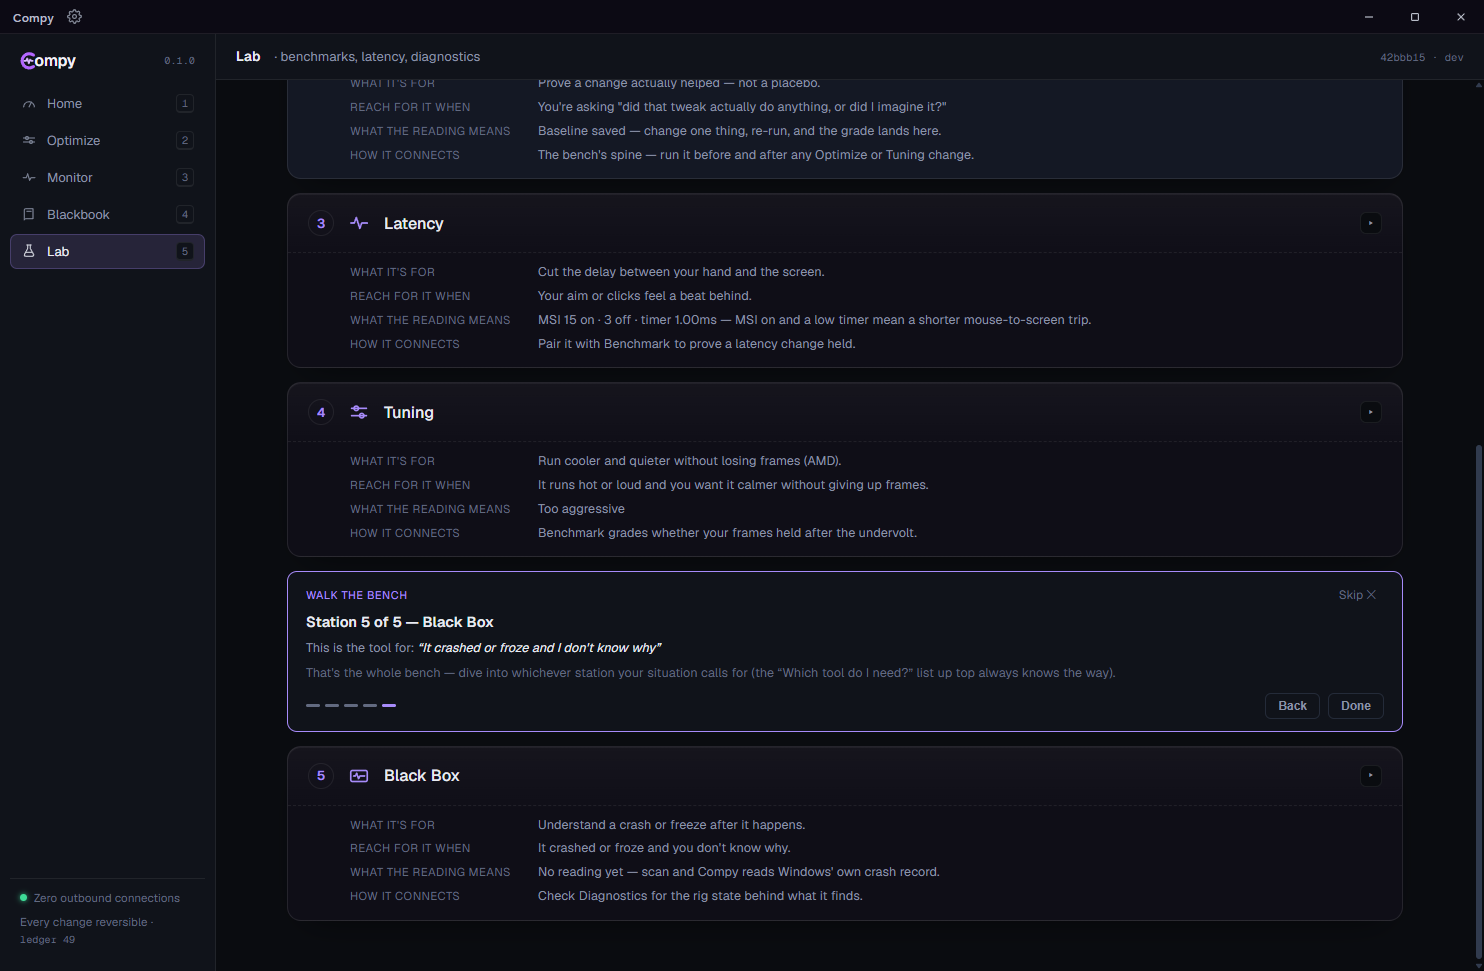 Compy
Compy
0.1.0
Home
1
Optimize
2
Monitor
3
Blackbook
4
Lab
5
Zero outbound connections
Every change reversible ·
ledger 49
Lab · benchmarks, latency, diagnostics
42bbb15 · dev
WHAT IT'S FOR Prove a change actually helped — not a placebo.
REACH FOR IT WHEN You're asking "did that tweak actually do anything, or did I imagine it?"
WHAT THE READING MEANS Baseline saved — change one thing, re-run, and the grade lands here.
HOW IT CONNECTS The bench's spine — run it before and after any Optimize or Tuning change.
3 Latency
WHAT IT'S FOR Cut the delay between your hand and the screen.
REACH FOR IT WHEN Your aim or clicks feel a beat behind.
WHAT THE READING MEANS MSI 15 on · 3 off · timer 1.00ms — MSI on and a low timer mean a shorter mouse-to-screen trip.
HOW IT CONNECTS Pair it with Benchmark to prove a latency change held.
4 Tuning
WHAT IT'S FOR Run cooler and quieter without losing frames (AMD).
REACH FOR IT WHEN It runs hot or loud and you want it calmer without giving up frames.
WHAT THE READING MEANS Too aggressive
HOW IT CONNECTS Benchmark grades whether your frames held after the undervolt.
WALK THE BENCH
Skip
Station 5 of 5 — Black Box
This is the tool for: “It crashed or froze and I don't know why”
That's the whole bench — dive into whichever station your situation calls for (the “Which tool do I need?” list up top always knows the way).
Back
Done
5 Black Box
WHAT IT'S FOR Understand a crash or freeze after it happens.
REACH FOR IT WHEN It crashed or froze and you don't know why.
WHAT THE READING MEANS No reading yet — scan and Compy reads Windows' own crash record.
HOW IT CONNECTS Check Diagnostics for the rig state behind what it finds.